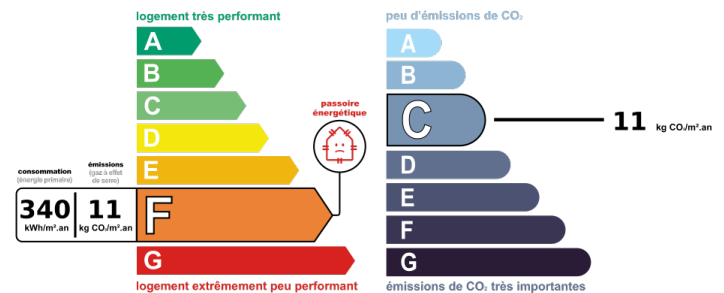 logement très performant
A
B
C
D
E
passoire
énergétique
consommation
(énergie primaire)
émissions
(gaz à effet
de serre)
340
kWh/m².an
11
kg CO₂/m².an
F
G
logement extrêmement peu performant
peu d'émissions de CO₂
A
B
C
11
kg CO₂/m².an
D
E
F
G
émissions de CO₂ très importantes